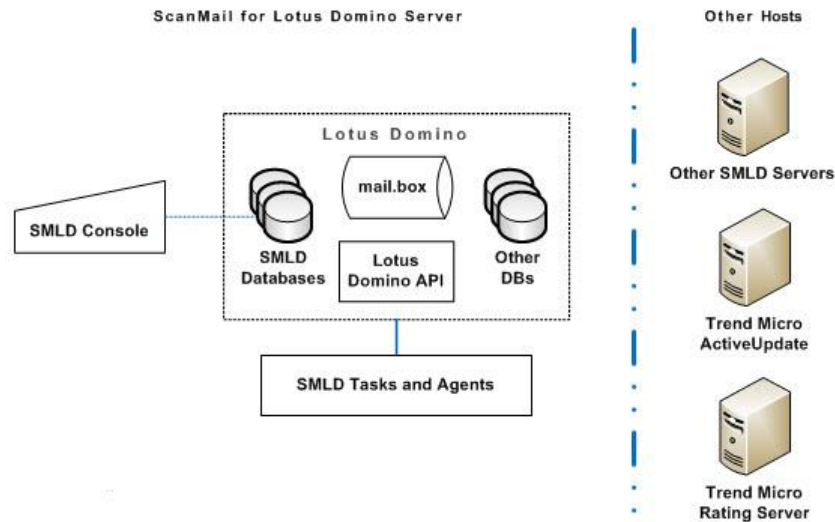 ScanMail for Lotus Domino Server
Other Hosts
Lotus Domino
mail.box
SMLD Console
SMLD
Databases
Lotus
Domino API
Other
DBs
SMLD Tasks and Agents
Other SMLD Servers
Trend Micro
ActiveUpdate
Trend Micro
Rating Server